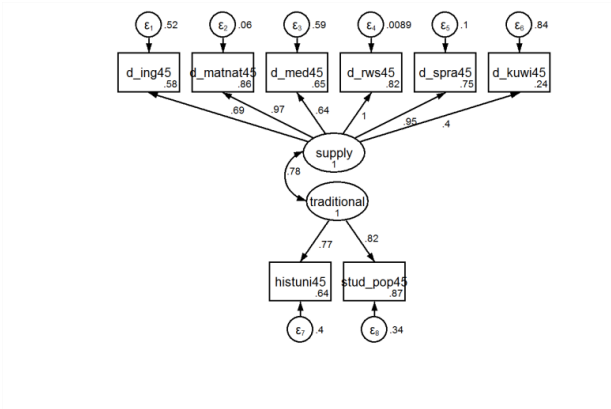 ε1 .52 ε2 .06 ε3 .59 ε4 .0089 ε5 .1 ε6 .84
d_ing45 d_matnat45 d_med45 d_rws45 d_spra45 d_kuwi45
.58 .86 .65 .82 .75 .24
.69 .97 .64 1 .95 .4
supply
1
.78
traditional
1
.77 .82
histuni45 stud_pop45
.64 .87
ε7 .4 ε8 .34